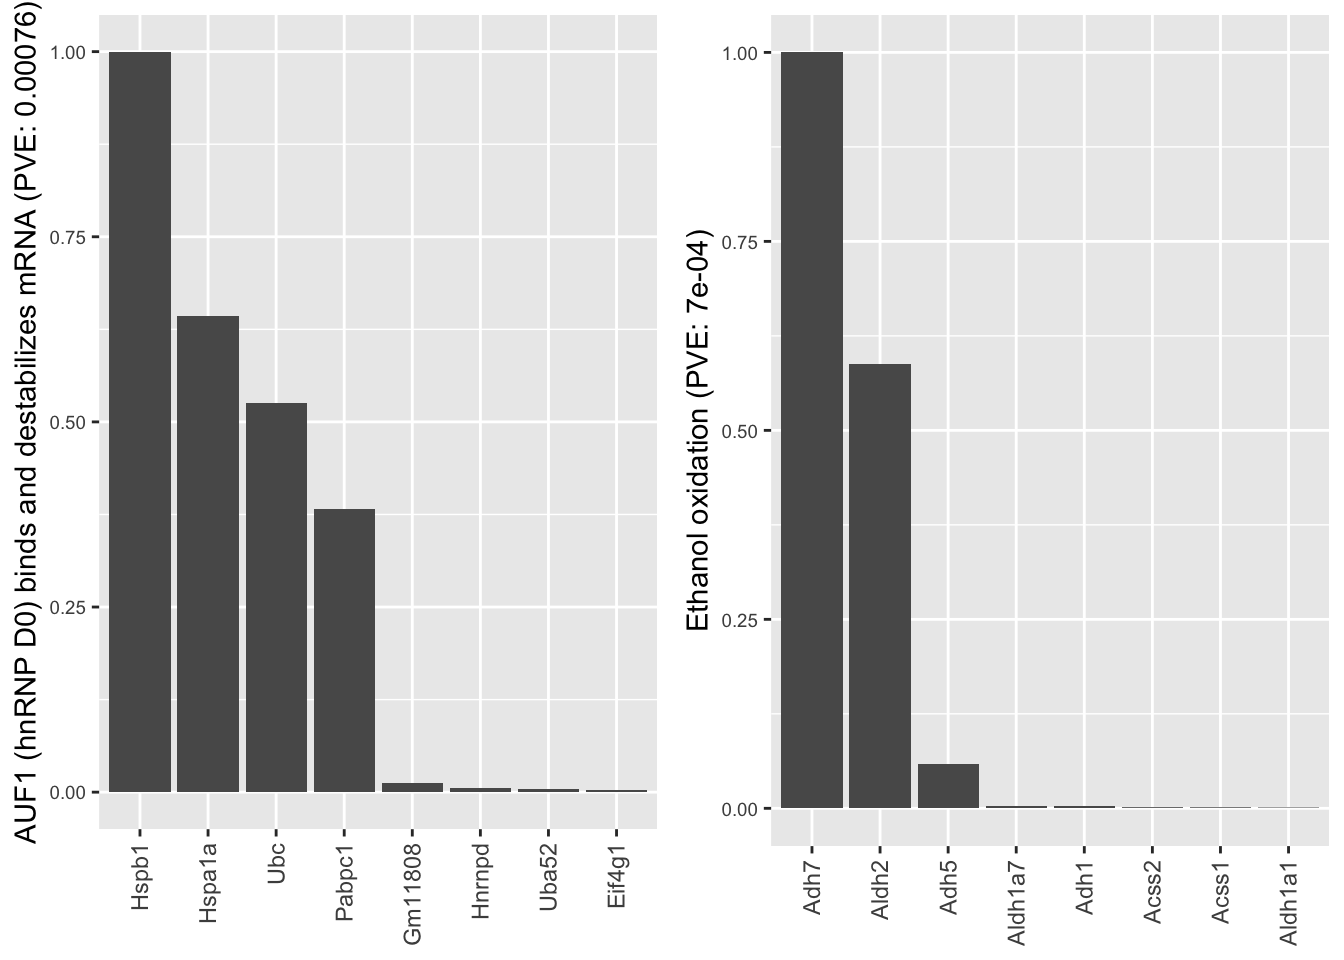 AUF1 (hnRNP D0) binds and destabilizes mRNA (PVE: 0.00076)
1.00
0.75
0.50
0.25
0.00
Hspb1
Hspa1a
Ubc
Pabpc1
Gm11808
Hnrnpd
Uba52
Eif4g1
Ethanol oxidation (PVE: 7e-04)
1.00
0.75
0.50
0.25
0.00
Adh7
Aldh2
Adh5
Aldh1a7
Adh1
Acss2
Acss1
Aldh1a1